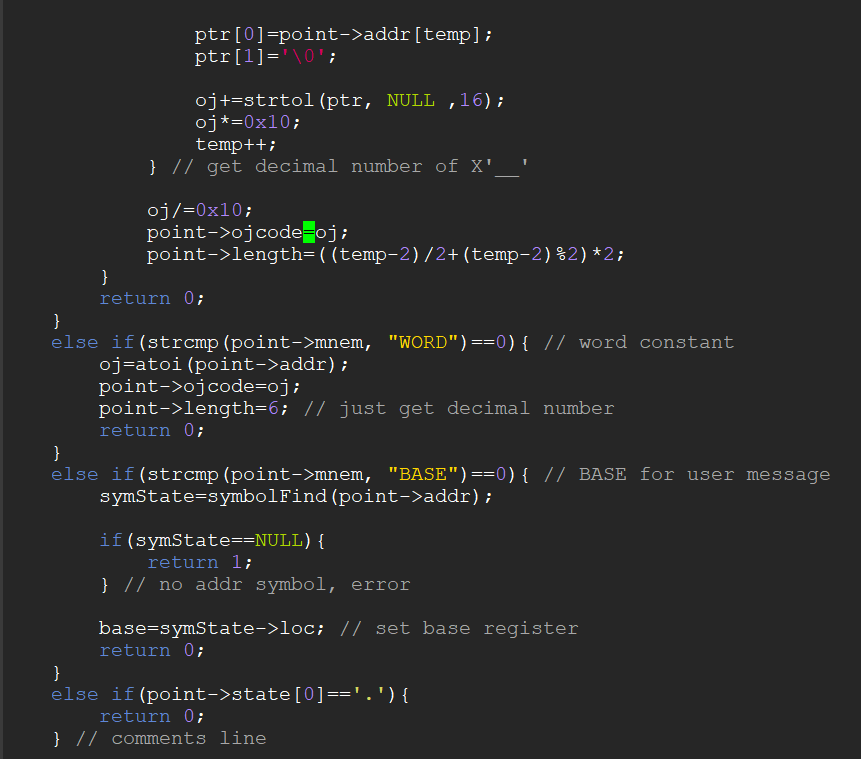 ptr[0]=point->addr[temp];
ptr[1]='\0';
oj+=strtol(ptr, NULL ,16);
oj*=0x10;
temp++;
} // get decimal number of X'__'
oj/=0x10;
point->ojcode=oj;
point->length=((temp-2)/2+(temp-2)%2)*2;
}
return 0;
}
else if(strcmp(point->mnem, "WORD")==0){ // word constant
oj=atoi(point->addr);
point->ojcode=oj;
point->length=6; // just get decimal number
return 0;
}
else if(strcmp(point->mnem, "BASE")==0){ // BASE for user message
symState=symbolFind(point->addr);
if(symState==NULL){
return 1;
} // no addr symbol, error
base=symState->loc; // set base register
return 0;
}
else if(point->state[0]=='.'){
return 0;
} // comments line